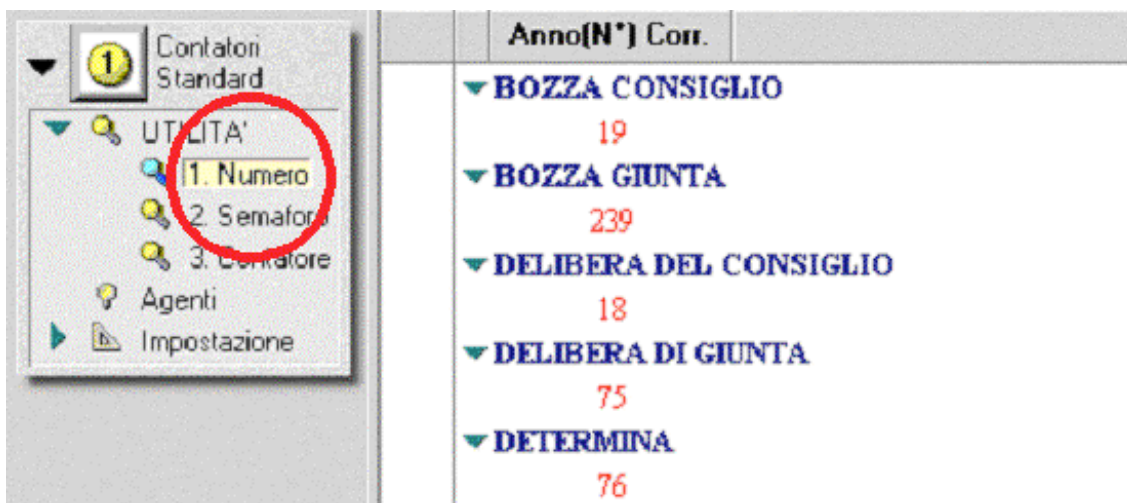 1
Contatori
Standard
UTILITA'
1. Numero
2. Semaforo
3. Contatore
Agenti
Impostazione
Anno(N°) Corr.
BOZZA CONSIGLIO
19
BOZZA GIUNTA
239
DELIBERA DEL CONSIGLIO
18
DELIBERA DI GIUNTA
75
DETERMINA
76